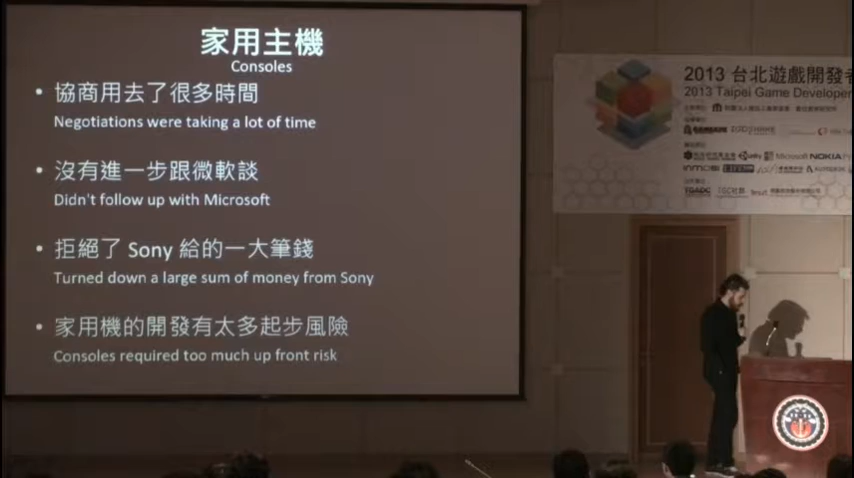 家用主機
Consoles
• 協商用去了很多時間
Negotiations were taking a lot of time
• 沒有進一步跟微軟談
Didn't follow up with Microsoft
• 拒絕了 Sony 給的一大筆錢
Turned down a large sum of money from Sony
• 家用機的開發有太多起步風險
Consoles required too much up front risk
2013 台北遊戲開發者
2013 Taipei Game Developer
unity
Microsoft NOKIA
TGADC